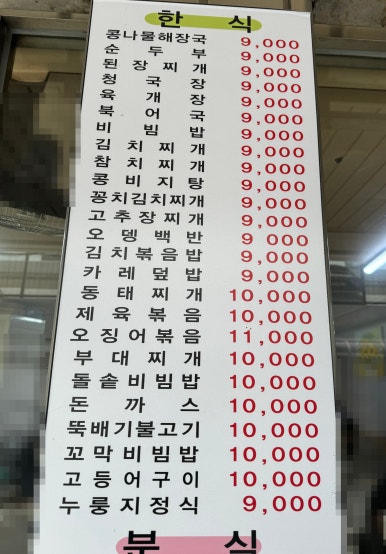 한 식
콩나물해장국 9,000
순두부 9,000
된장찌개 9,000
청국장 9,000
육개장 9,000
북어국 9,000
비빔밥 9,000
김치찌개 9,000
참치찌개 9,000
콩비지탕 9,000
꽁치김치찌개 9,000
고추장찌개 9,000
오뎅백반 9 000
김치볶음밥 9,000
카레덮밥 9,000
동태찌개 10,000
제육볶음 10,000
오징어볶음 11,000
부대찌개 10,000
돌솥비빔밥 10,000
돈까스 10,000
뚝배기불고기 10,000
꼬막비빔밥 10,000
고등어구이 10,000
누룽지정식 9,000
분 식